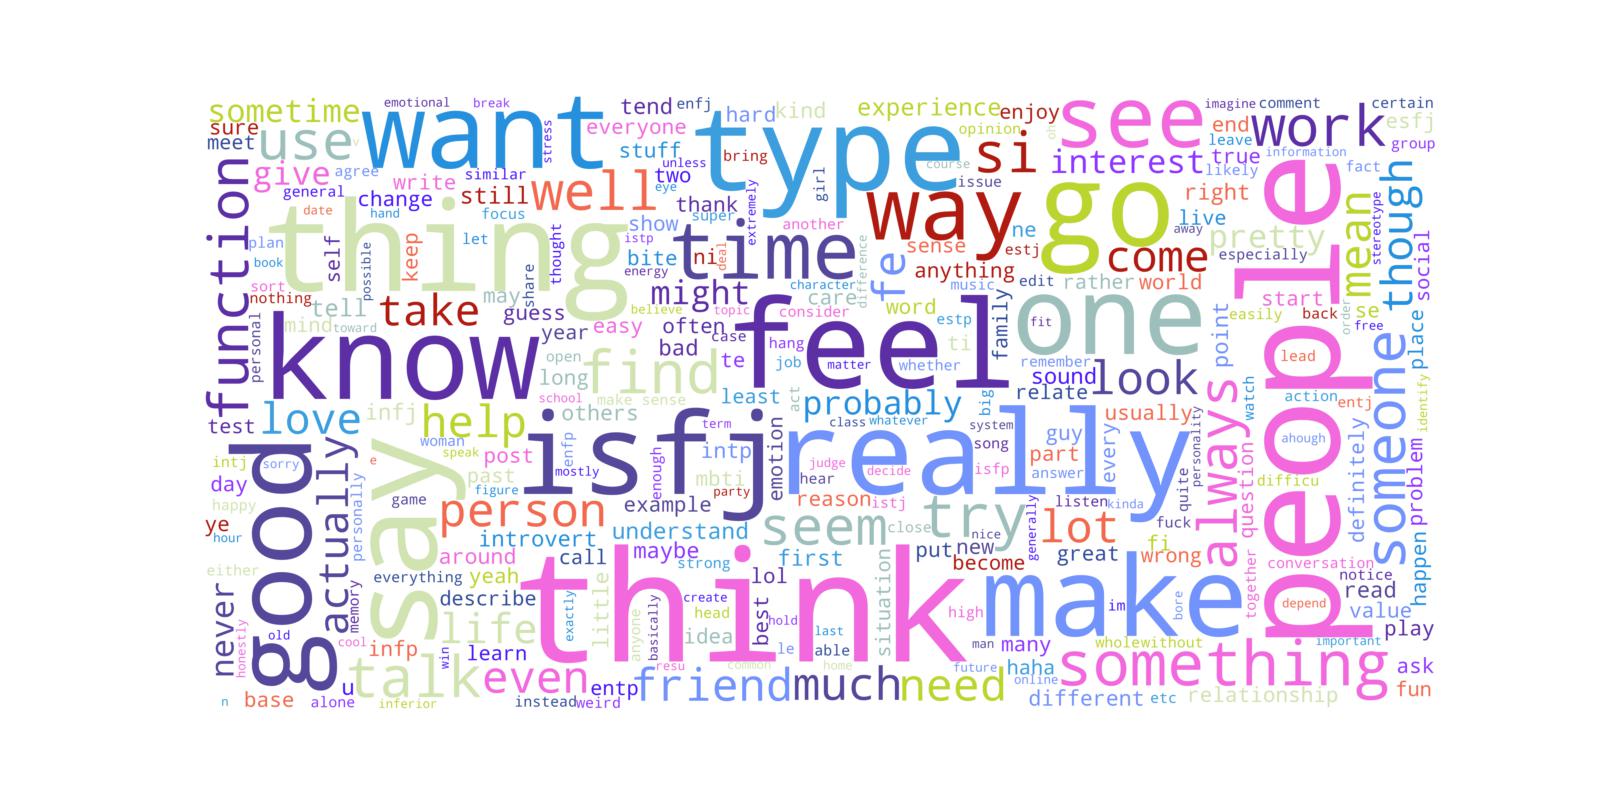 sometime emotional break tend enfj hard kind experience enjoy see imagine comment certain
sure want type opinion oh end work esfj
meet use v stress everyone bring si leave group
give agree write similar stuff unless course interest true information fact
general change still well two eye girl issue likely right though
function date hand focus thank extremely way go live away mean stereotype
thing let show super another sense ne pretty social
plan self possible keep thought istp time ni deal difference fe estj come especially
book bite energy anything
sort share might character care music edit rather world people start
nothing tell may guess believe topic consider word one easily back se
mind toward take year easy often case feel estp family fit point order free place
personal know open bad te hang ti lead
long find job matter whether remember look
school make sense least sound relate action entj identify
test love infj help others act probably big usually always watch someone
woman term class whatever system
intj sorry speak post isfj enfp intp emotion really song guy every personality ahough
e mostly enough judge decide isfp part
day past mbti hear answer quite question difficu definitely problem
happy good actually say game figure party reason istj
personally person example listen kinda
ye understand seem close try nice lot fuck
hour introvert call maybe first put new generally great wrong fi
around strong become conversation happen
either everything yeah think situation make together notice
never memory describe little lol create im bore depend read
honestly life exactly anyone basically best hold head high value
old cool idea last man many wholewithout important play
infp win learn le able
talk even resu common home future haha something ask
u entp friend much need online relationship fun
n base alone inferior instead weird different etc